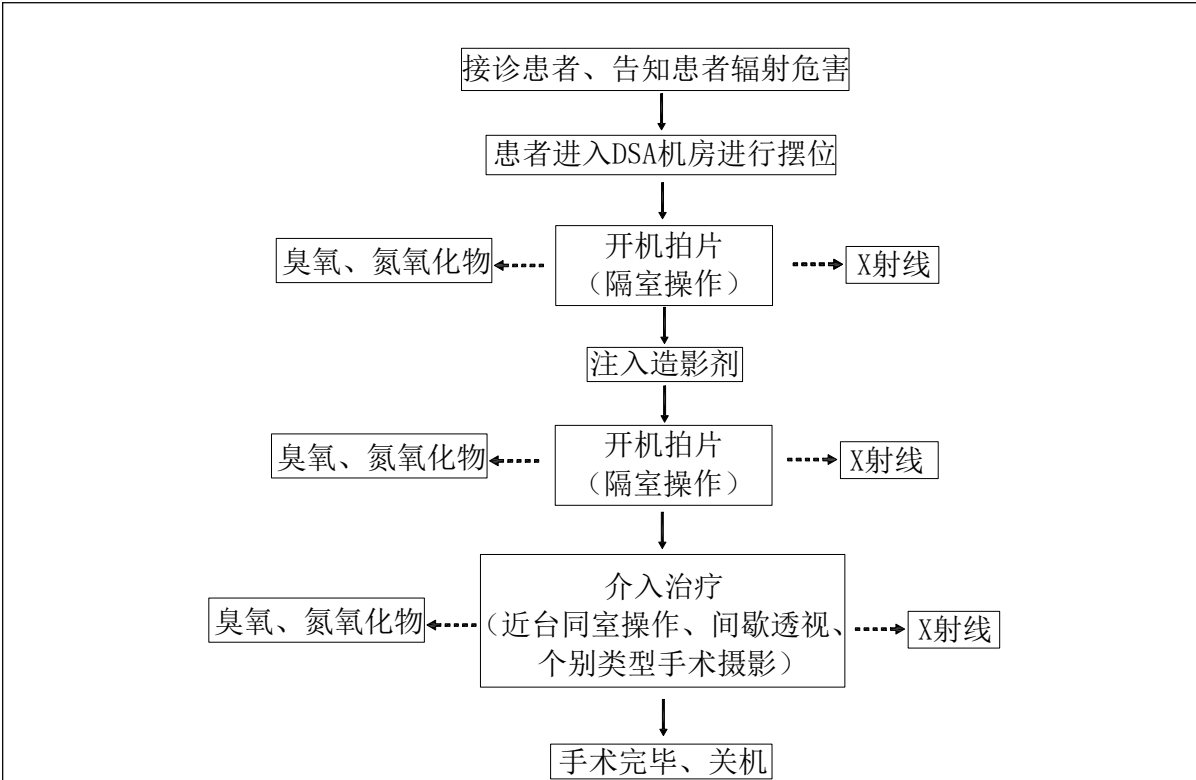 接诊患者、告知患者辐射危害
患者进入DSA机房进行摆位
臭氧、氮氧化物
开机拍片
(隔室操作)
X射线
注入造影剂
臭氧、氮氧化物
开机拍片
(隔室操作)
X射线
臭氧、氮氧化物
介入治疗
(近台同室操作、间歇透视、
个别类型手术摄影)
X射线
手术完毕、关机